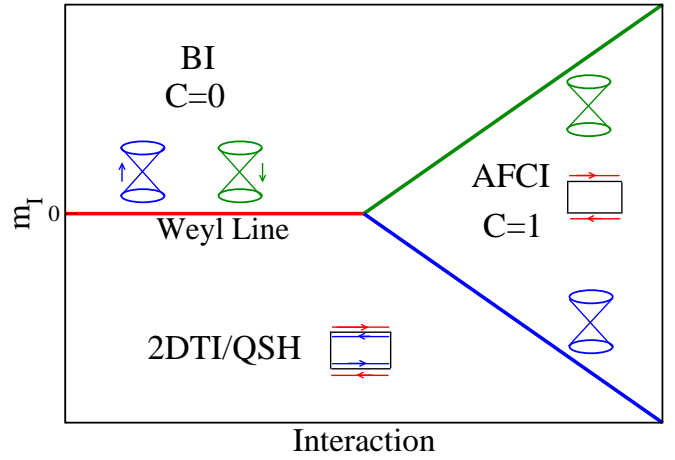 BI
C=0
AFCI
C=1
m_I
0
Weyl Line
2DTI/QSH
Interaction